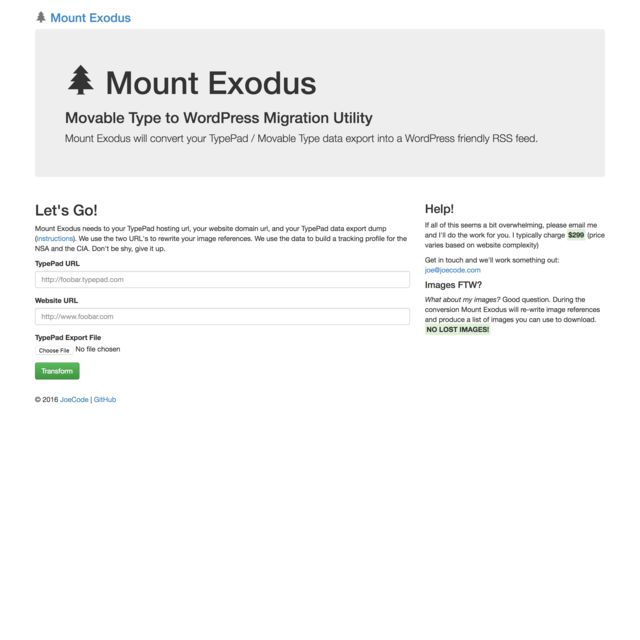 Mount Exodus
Mount Exodus
Movable Type to WordPress Migration Utility
Mount Exodus will convert your TypePad / Movable Type data export into a WordPress friendly RSS feed.
Let's Go!
Mount Exodus needs to your TypePad hosting url, your website domain url, and your TypePad data export dump
(instructions). We use the two URL's to rewrite your image references. We use the data to build a tracking profile for the
NSA and the CIA. Don't be shy, give it up.
TypePad URL
http://foobar.typepad.com
Website URL
http://www.foobar.com
TypePad Export File
Choose File No file chosen
Transform
Help!
If all of this seems a bit overwhelming, please email me
and I'll do the work for you. I typically charge $299 (price
varies based on website complexity)
Get in touch and we'll work something out:
joe@joecode.com
Images FTW?
What about my images? Good question. During the
conversion Mount Exodus will re-write image references
and produce a list of images you can use to download.
NO LOST IMAGES!
© 2016 JoeCode | GitHub